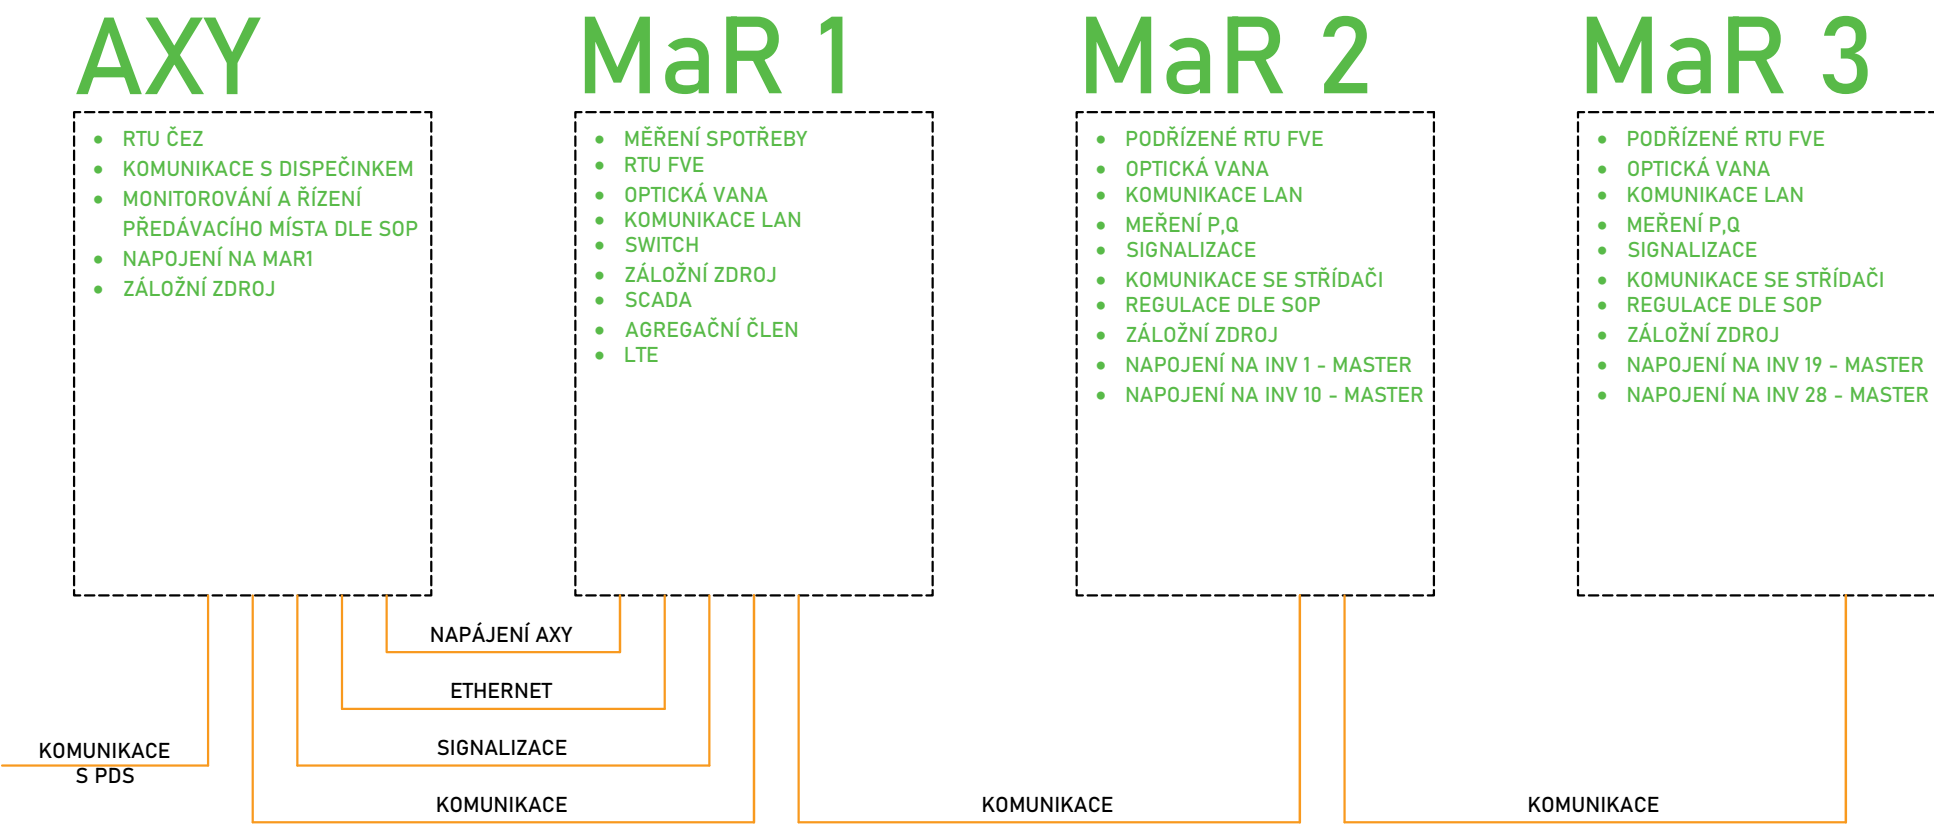 AXY
• RTU ČEZ
• KOMUNIKACE S DISPEČINKEM
• MONITOROVÁNÍ A ŘÍZENÍ
PŘEDÁVACÍHO MÍSTA DLE SOP
• NAPOJENÍ NA MAR1
• ZÁLOŽNÍ ZDROJ
MaR 1
• MĚŘENÍ SPOTŘEBY
• RTU FVE
• OPTICKÁ VANA
• KOMUNIKACE LAN
• SWITCH
• ZÁLOŽNÍ ZDROJ
• SCADA
• AGREGAČNÍ ČLEN
• LTE
MaR 2
• PODŘÍZENÉ RTU FVE
• OPTICKÁ VANA
• KOMUNIKACE LAN
• MEŘENÍ P,Q
• SIGNALIZACE
• KOMUNIKACE SE STŘÍDAČI
• REGULACE DLE SOP
• ZÁLOŽNÍ ZDROJ
• NAPOJENÍ NA INV 1 - MASTER
• NAPOJENÍ NA INV 10 - MASTER
MaR 3
• PODŘÍZENÉ RTU FVE
• OPTICKÁ VANA
• KOMUNIKACE LAN
• MEŘENÍ P,Q
• SIGNALIZACE
• KOMUNIKACE SE STŘÍDAČI
• REGULACE DLE SOP
• ZÁLOŽNÍ ZDROJ
• NAPOJENÍ NA INV 19 - MASTER
• NAPOJENÍ NA INV 28 - MASTER
NAPÁJENÍ AXY
ETHERNET
SIGNALIZACE
KOMUNIKACE
S PDS
KOMUNIKACE
KOMUNIKACE
KOMUNIKACE